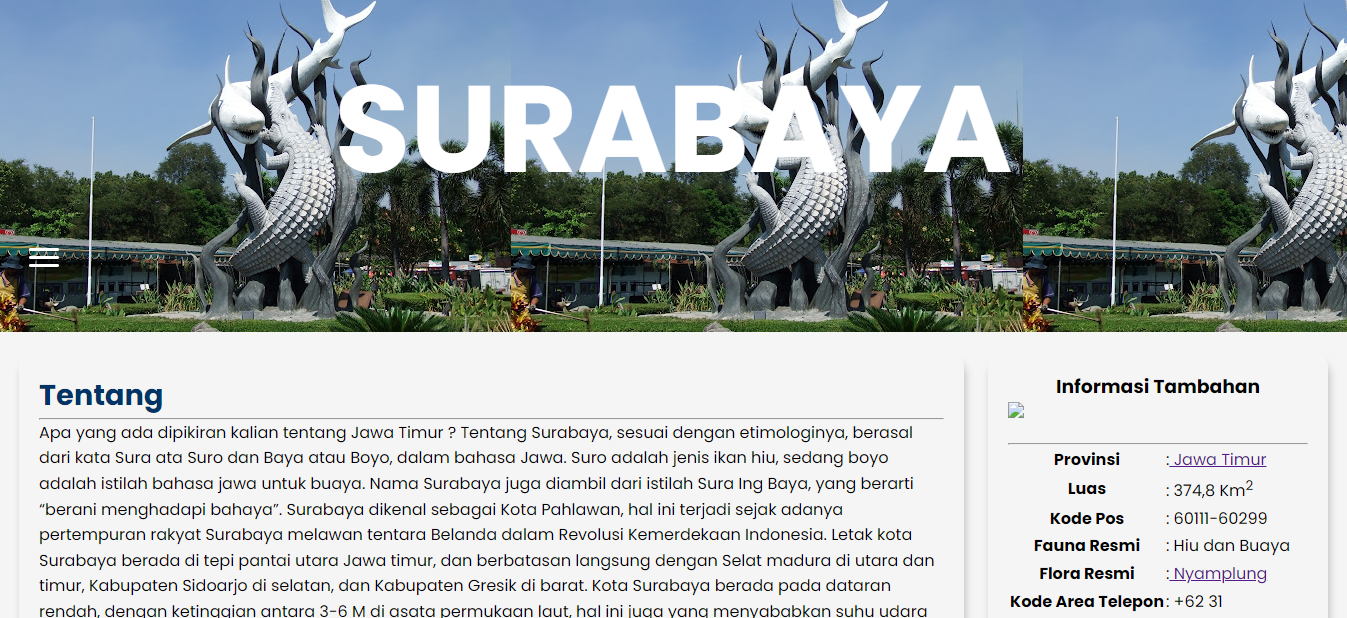 SURABAYA
Tentang
Apa yang ada dipikiran kalian tentang Jawa Timur ? Tentang Surabaya, sesuai dengan etimologinya, berasal
dari kata Sura ata Suro dan Baya atau Boyo, dalam bahasa Jawa. Suro adalah jenis ikan hiu, sedang boyo
adalah istilah bahasa jawa untuk buaya. Nama Surabaya juga diambil dari istilah Sura Ing Baya, yang berarti
“berani menghadapi bahaya”. Surabaya dikenal sebagai Kota Pahlawan, hal ini terjadi sejak adanya
pertempuran rakyat Surabaya melawan tentara Belanda dalam Revolusi Kemerdekaan Indonesia. Letak kota
Surabaya berada di tepi pantai utara Jawa timur, dan berbatasan langsung dengan Selat madura di utara dan
timur, Kabupaten Sidoarjo di selatan, dan Kabupaten Gresik di barat. Kota Surabaya berada pada dataran
rendah, dengan ketinggian antara 3-6 M di asata permukaan laut, hal ini juga yang menyababkan suhu udara
Informasi Tambahan
Provinsi : Jawa Timur
Luas : 374,8 Km²
Kode Pos : 60111-60299
Fauna Resmi : Hiu dan Buaya
Flora Resmi : Nyamplung
Kode Area Telepon : +62 31